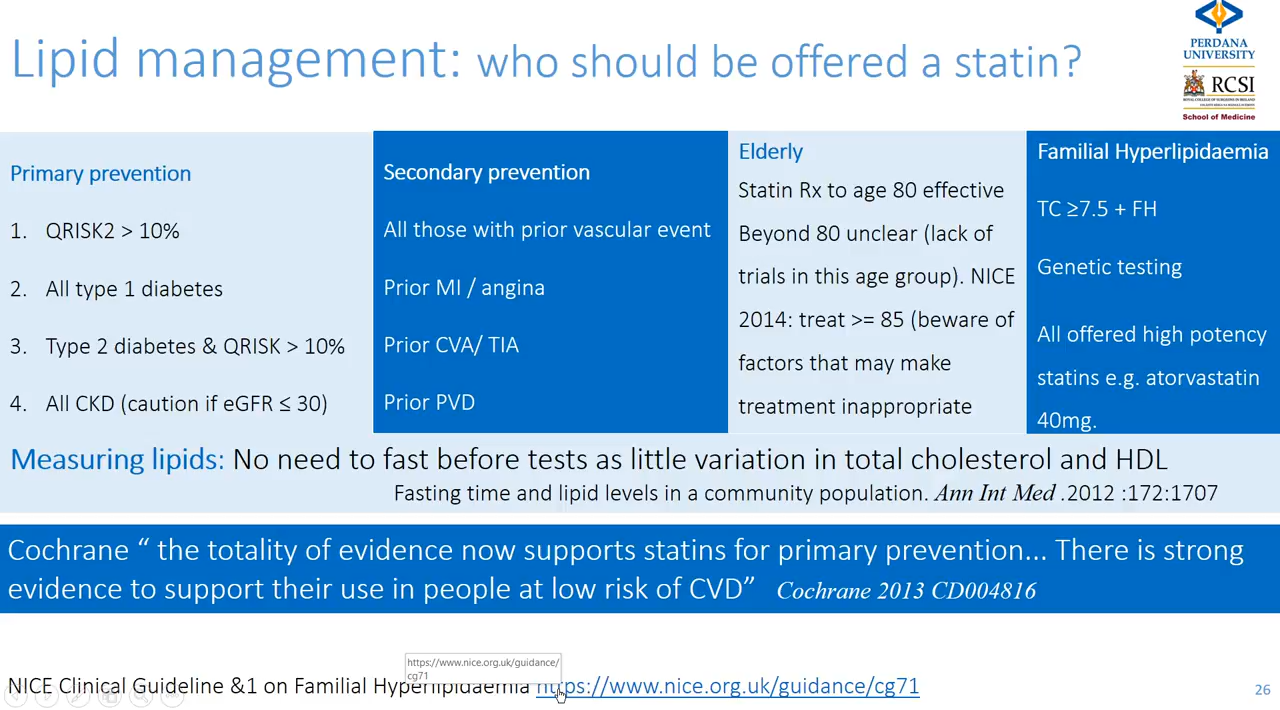 Lipid management: who should be offered a statin?
PERDANA
UNIVERSITY
RCSI
ROYAL COLLEGE OF SURGEONS IN IRELAND
School of Medicine
Primary prevention
1. QRISK2 > 10%
2. All type 1 diabetes
3. Type 2 diabetes & QRISK > 10%
4. All CKD (caution if eGFR ≤ 30)
Secondary prevention
All those with prior vascular event
Prior MI / angina
Prior CVA/ TIA
Prior PVD
Elderly
Statin Rx to age 80 effective
Beyond 80 unclear (lack of
trials in this age group). NICE
2014: treat >= 85 (beware of
factors that may make
treatment inappropriate
Familial Hyperlipidaemia
TC ≥7.5 + FH
Genetic testing
All offered high potency
statins e.g. atorvastatin
40mg.
Measuring lipids: No need to fast before tests as little variation in total cholesterol and HDL
Fasting time and lipid levels in a community population. Ann Int Med .2012 :172:1707
Cochrane “ the totality of evidence now supports statins for primary prevention... There is strong
evidence to support their use in people at low risk of CVD” Cochrane 2013 CD004816
https://www.nice.org.uk/guidance/
cg71
NICE Clinical Guideline &1 on Familial Hyperlipidaemia https://www.nice.org.uk/guidance/cg71
26